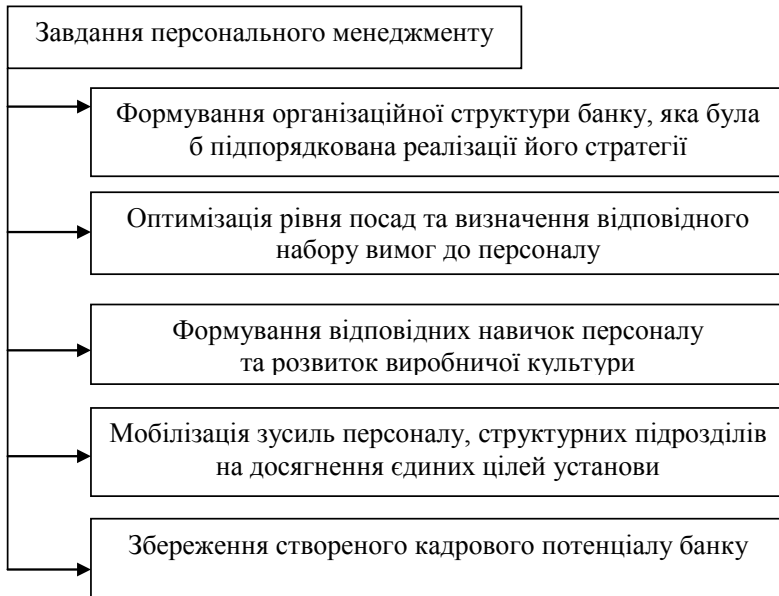 Завдання персонального менеджменту
Формування організаційної структури банку, яка була
б підпорядкована реалізації його стратегії
Оптимізація рівня посад та визначення відповідного
набору вимог до персоналу
Формування відповідних навичок персоналу
та розвиток виробничої культури
Мобілізація зусиль персоналу, структурних підрозділів
на досягнення єдиних цілей установи
Збереження створеного кадрового потенціалу банку